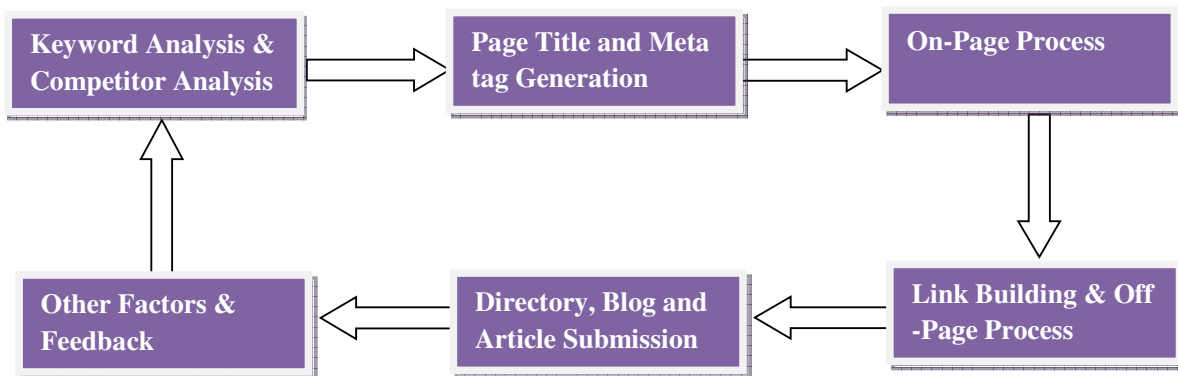 Keyword Analysis &
Competitor Analysis
Page Title and Meta
tag Generation
On-Page Process
Link Building & Off
-Page Process
Directory, Blog and
Article Submission
Other Factors &
Feedback